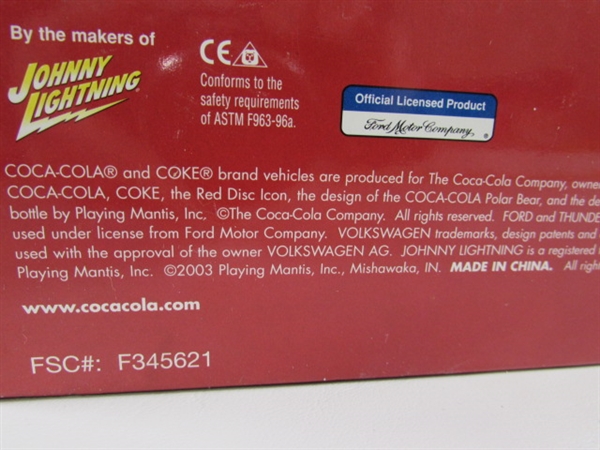 By the makers of
JOHNNY
LIGHTNING
CE
Conforms to the
safety requirements
of ASTM F963-96a.
Official Licensed Product
Ford Motor Company
COCA-COLA® and COKE® brand vehicles are produced for The Coca-Cola Company, owne
COCA-COLA, COKE, the Red Disc Icon, the design of the COCA-COLA Polar Bear, and the de
bottle by Playing Mantis, Inc. ©The Coca-Cola Company. All rights reserved. FORD and THUNDE
used under license from Ford Motor Company. VOLKSWAGEN trademarks, design patents and
used with the approval of the owner VOLKSWAGEN AG. JOHNNY LIGHTNING is a registered
Playing Mantis, Inc. ©2003 Playing Mantis, Inc., Mishawaka, IN. MADE IN CHINA. All righ
www.cocacola.com
FSC#: F345621